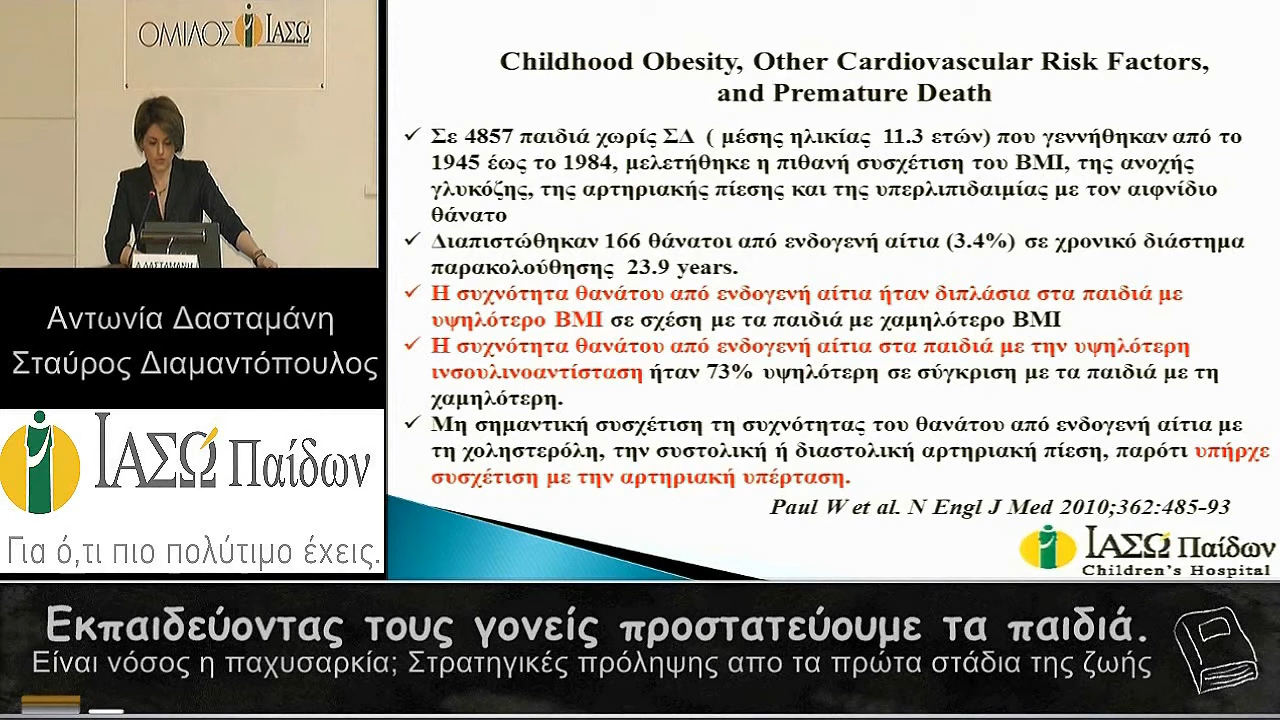 ΟΜΙΛΟΣ ΙΑΣΩ
Α.ΔΑΣΤΑΜΑΝΗ
Αντωνία Δασταμάνη
Σταύρος Διαμαντόπουλος
ΙΑΣΩ Παίδων
Για ό,τι πιο πολύτιμο έχεις.
Childhood Obesity, Other Cardiovascular Risk Factors,
and Premature Death
✓ Σε 4857 παιδιά χωρίς ΣΔ ( μέσης ηλικίας 11.3 ετών) που γεννήθηκαν από το
1945 έως το 1984, μελετήθηκε η πιθανή συσχέτιση του BMI, της ανοχής
γλυκόζης, της αρτηριακής πίεσης και της υπερλιπιδαιμίας με τον αιφνίδιο
θάνατο
✓ Διαπιστώθηκαν 166 θάνατοι από ενδογενή αίτια (3.4%) σε χρονικό διάστημα
παρακολούθησης 23.9 years.
✓ Η συχνότητα θανάτου από ενδογενή αίτια ήταν διπλάσια στα παιδιά με
υψηλότερο BMI σε σχέση με τα παιδιά με χαμηλότερο BMI
✓ Η συχνότητα θανάτου από ενδογενή αίτια στα παιδιά με την υψηλότερη
ινσουλινοαντίσταση ήταν 73% υψηλότερη σε σύγκριση με τα παιδιά με τη
χαμηλότερη.
✓ Μη σημαντική συσχέτιση τη συχνότητας του θανάτου από ενδογενή αίτια με
τη χοληστερόλη, την συστολική ή διαστολική αρτηριακή πίεση, παρότι υπήρχε
συσχέτιση με την αρτηριακή υπέρταση.
Paul W et al. N Engl J Med 2010;362:485-93
ΙΑΣΩ Παίδων
Children's Hospital
Εκπαιδεύοντας τους γονείς προστατεύουμε τα παιδιά.
Είναι νόσος η παχυσαρκία; Στρατηγικές πρόληψης απο τα πρώτα στάδια της ζωής